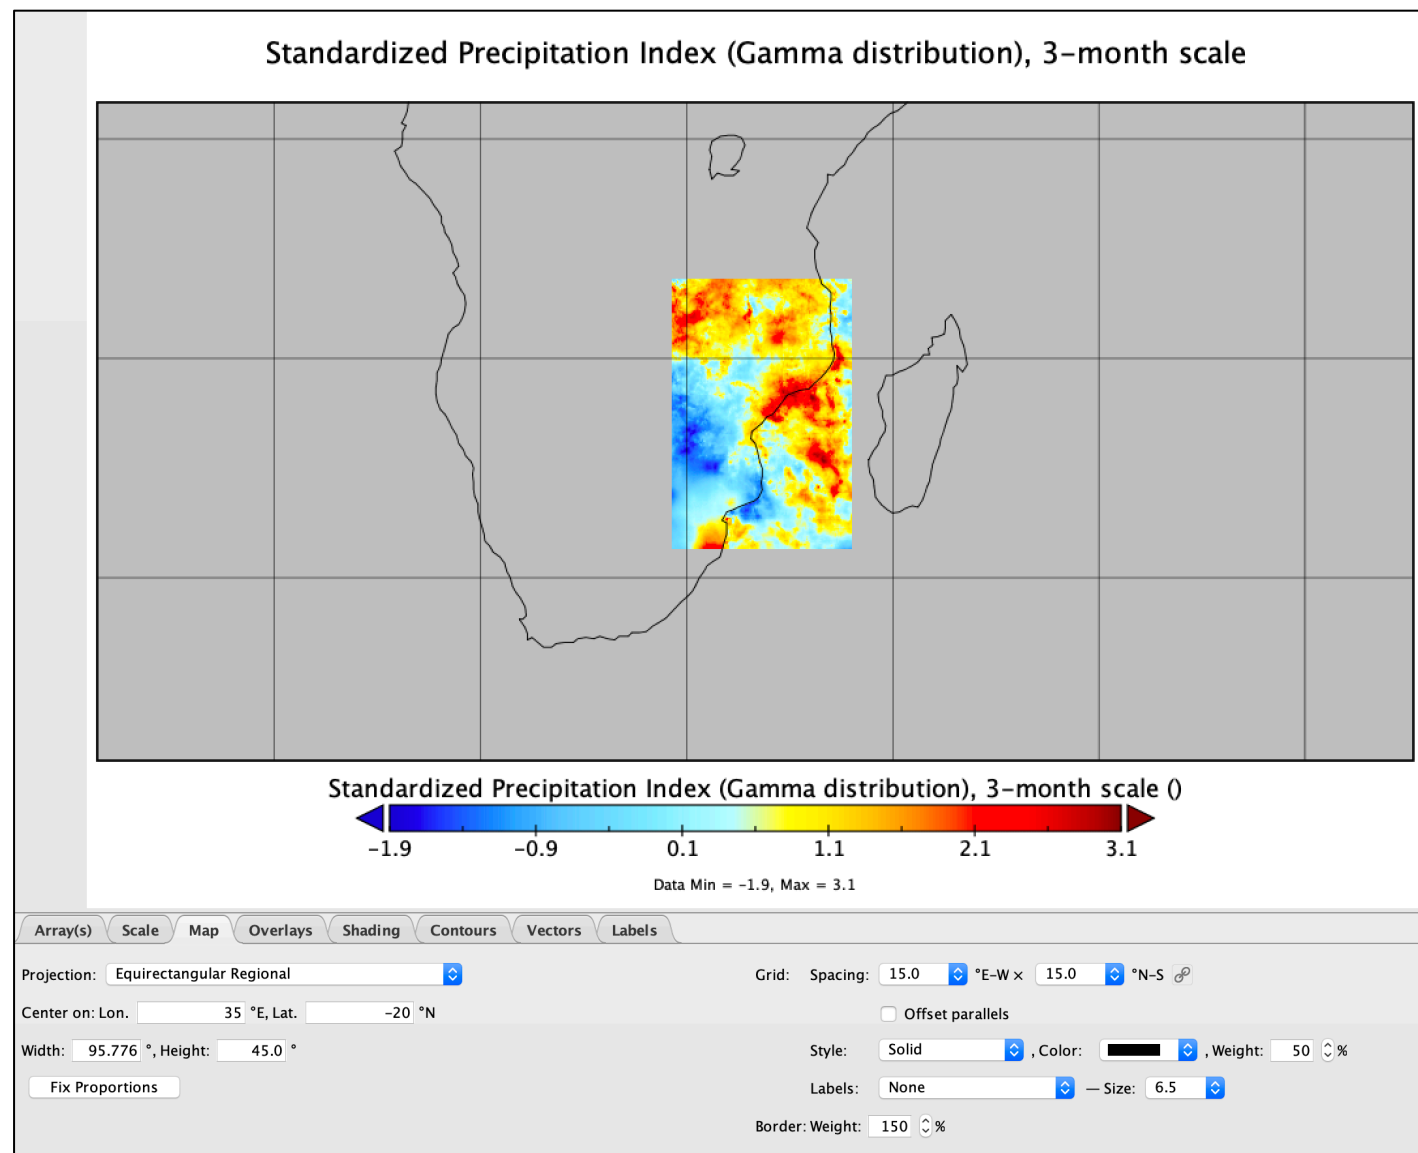 Standardized Precipitation Index (Gamma distribution), 3-month scale
Standardized Precipitation Index (Gamma distribution), 3-month scale ()
-1.9 -0.9 0.1 1.1 2.1 3.1
Data Min = -1.9, Max = 3.1
Array(s) Scale Map Overlays Shading Contours Vectors Labels
Projection: Equirectangular Regional Grid: Spacing: 15.0 °E-W × 15.0 °N-S
Center on: Lon. 35 °E, Lat. -20 °N Offset parallels
Width: 95.776 °, Height: 45.0 ° Style: Solid , Color: , Weight: 50 %
Fix Proportions Labels: None — Size: 6.5
Border: Weight: 150 %